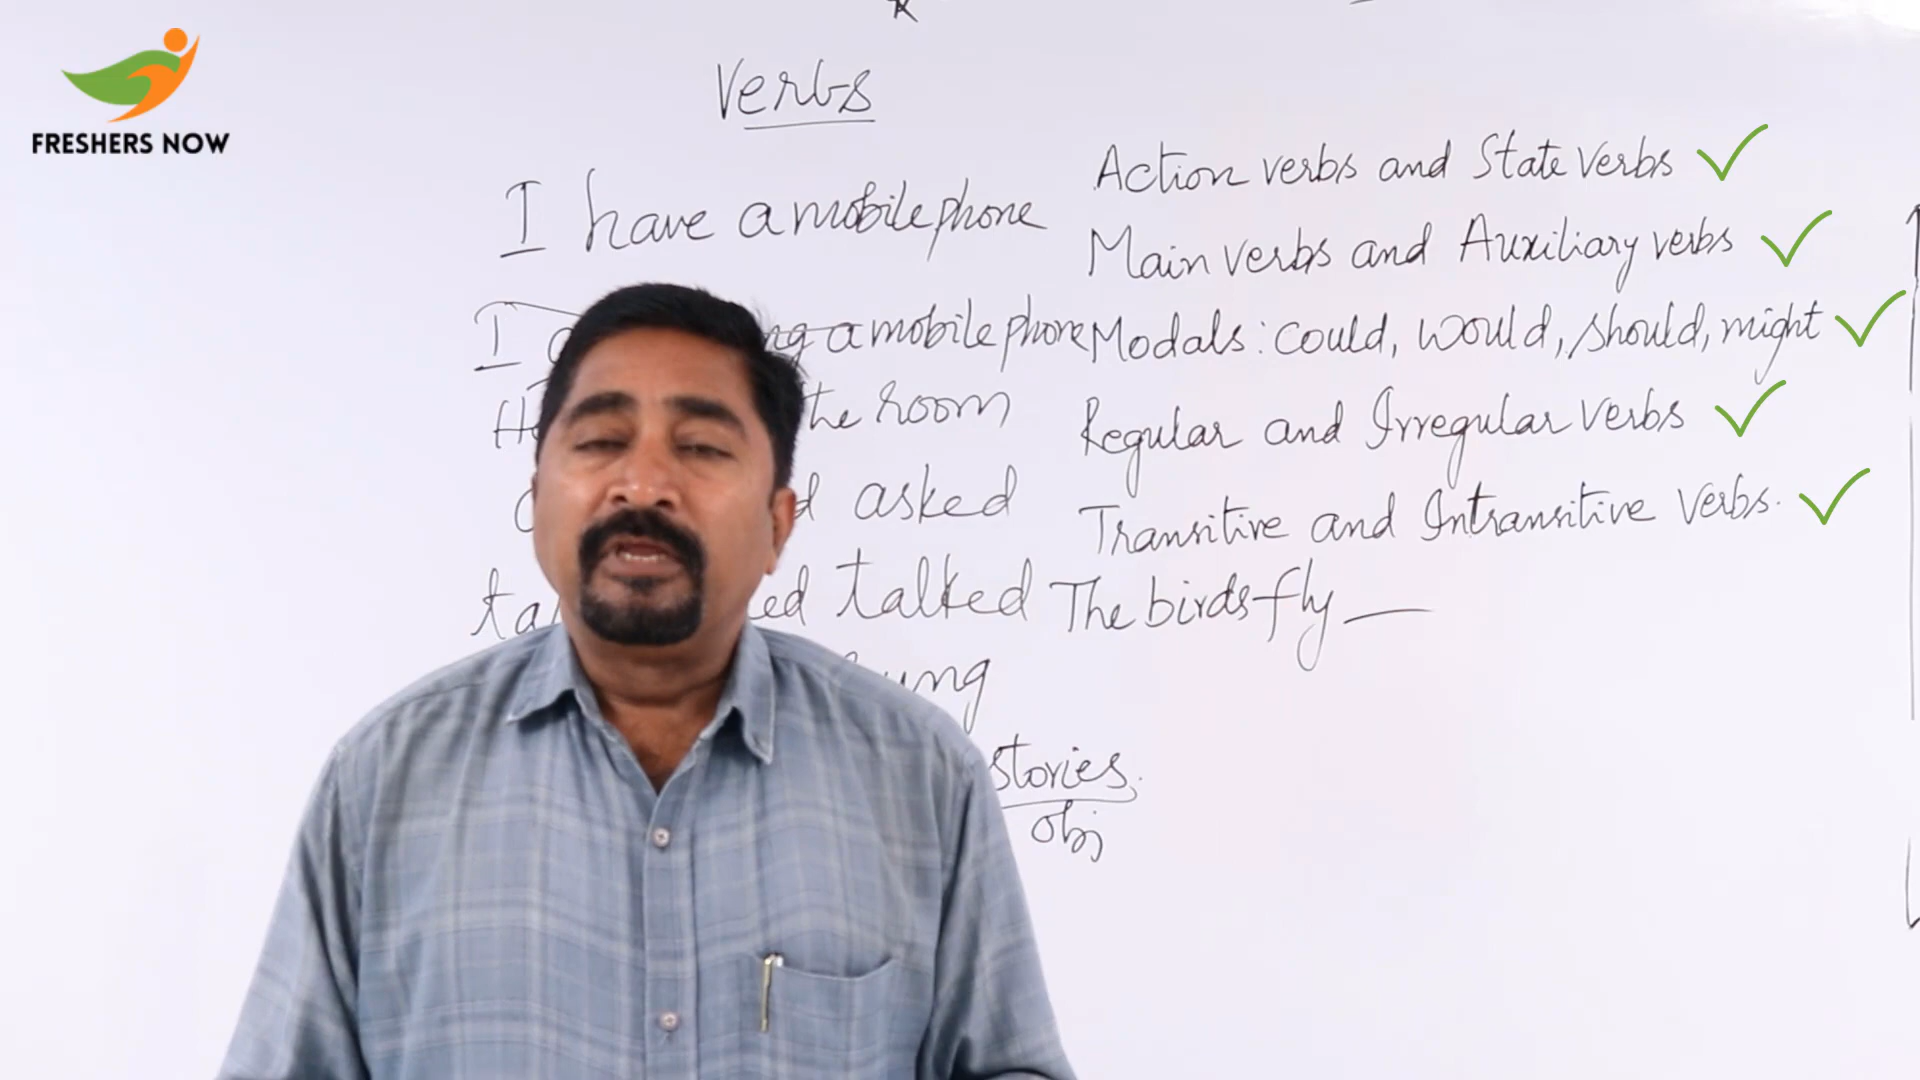 FRESHERS NOW
Verbs
I have a mobile phone
I a mobile phone
the room
asked
talked
stories.
obj
Action verbs and State Verbs
Main verbs and Auxiliary verbs
Modals: could, would, should, might
Regular and Irregular verbs
Transitive and Intransitive verbs.
The birds fly